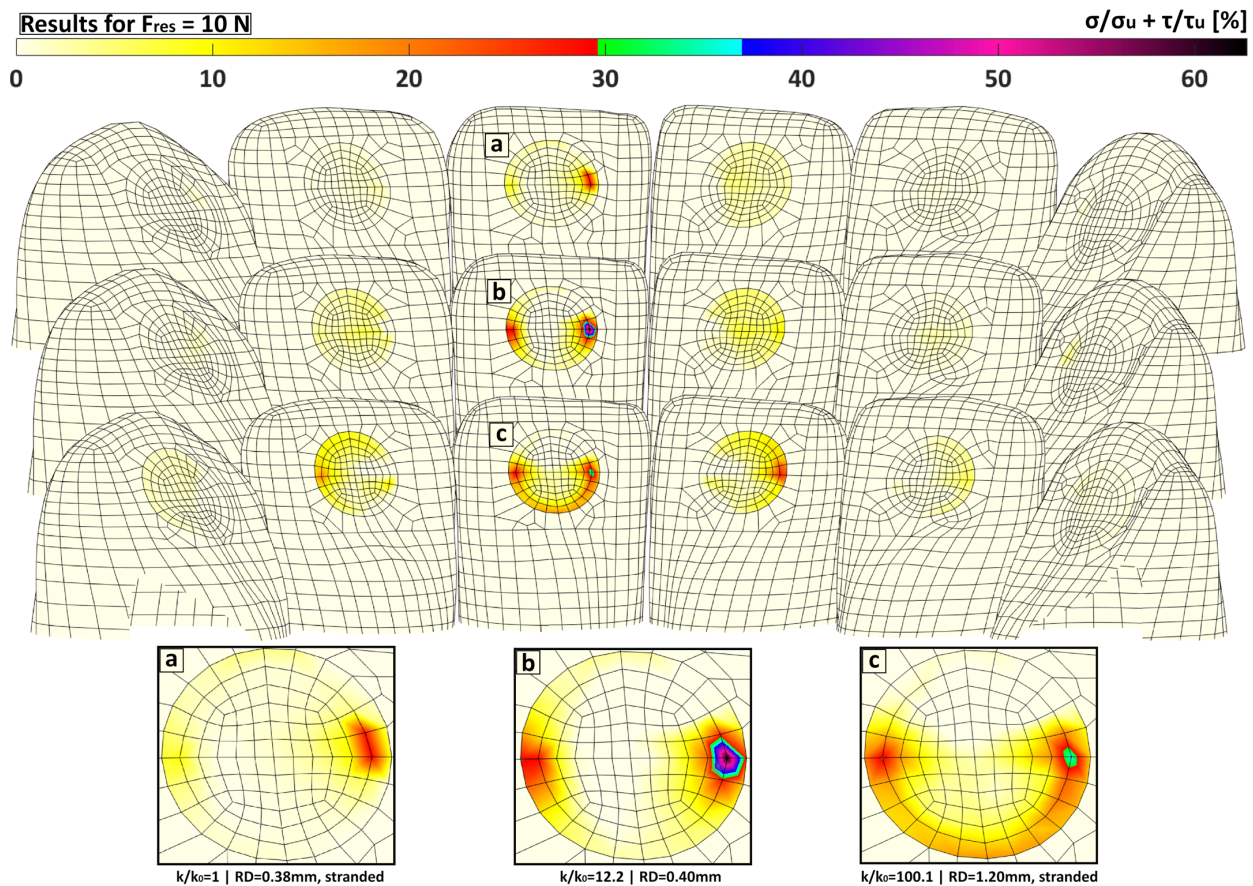 Results for Fres = 10 N
σ/σu + τ/τu [%]
0 10 20 30 40 50 60
a
b
c
a b c
k/k₀=1 | RD=0.38mm, stranded
k/k₀=12.2 | RD=0.40mm
k/k₀=100.1 | RD=1.20mm, stranded